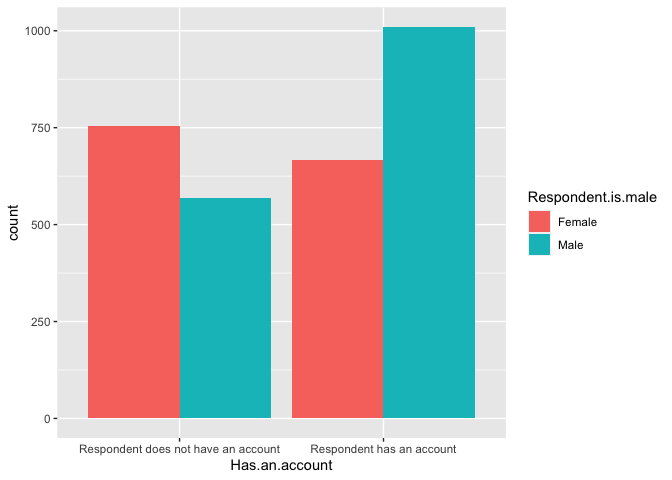 1000
750
500
250
0
count
Respondent does not have an account
Respondent has an account
Has.an.account
Respondent.is.male
Female
Male